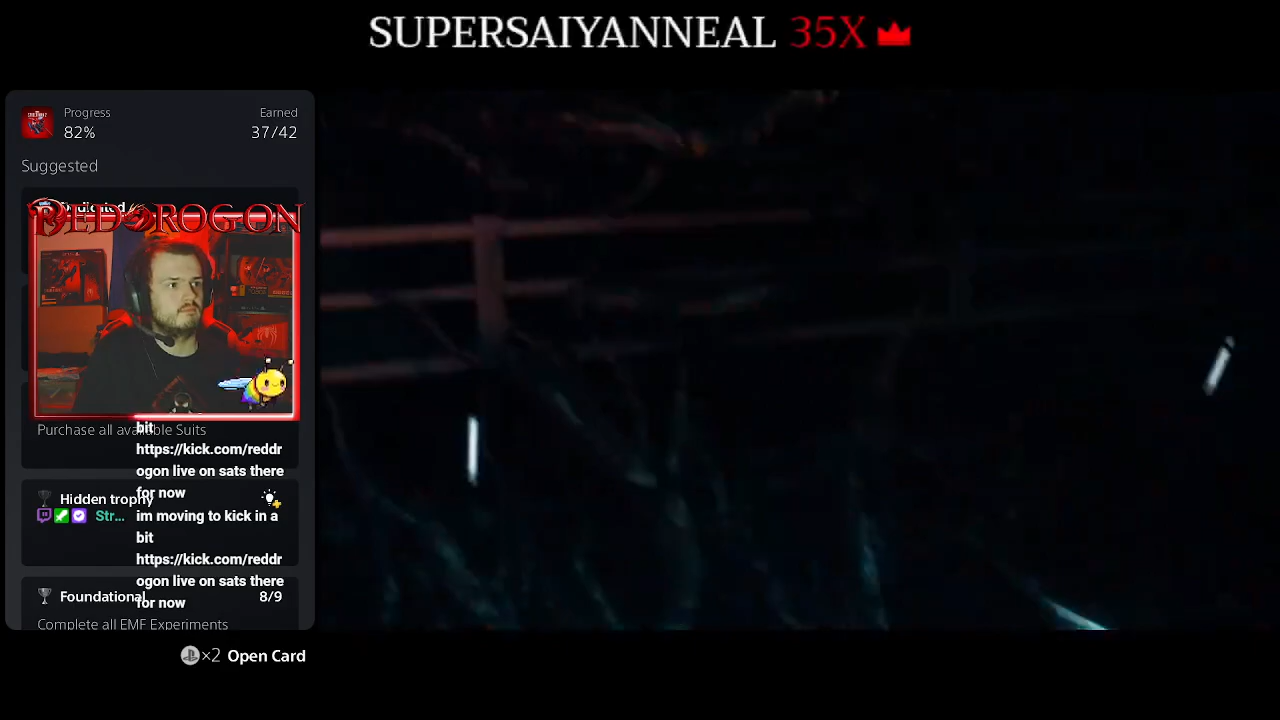 SUPERSAIYANNEAL 35X
Progress
Earned
82%
37/42
Suggested
Dedicated
REDDROGON
Purchase all available Suits
bit
https://kick.com/reddr
ogon live on sats there
for now
Hidden trophy
Str...
im moving to kick in a
bit
https://kick.com/reddr
ogon live on sats there
for now
Foundational
8/9
Complete all EMF Experiments
×2 Open Card